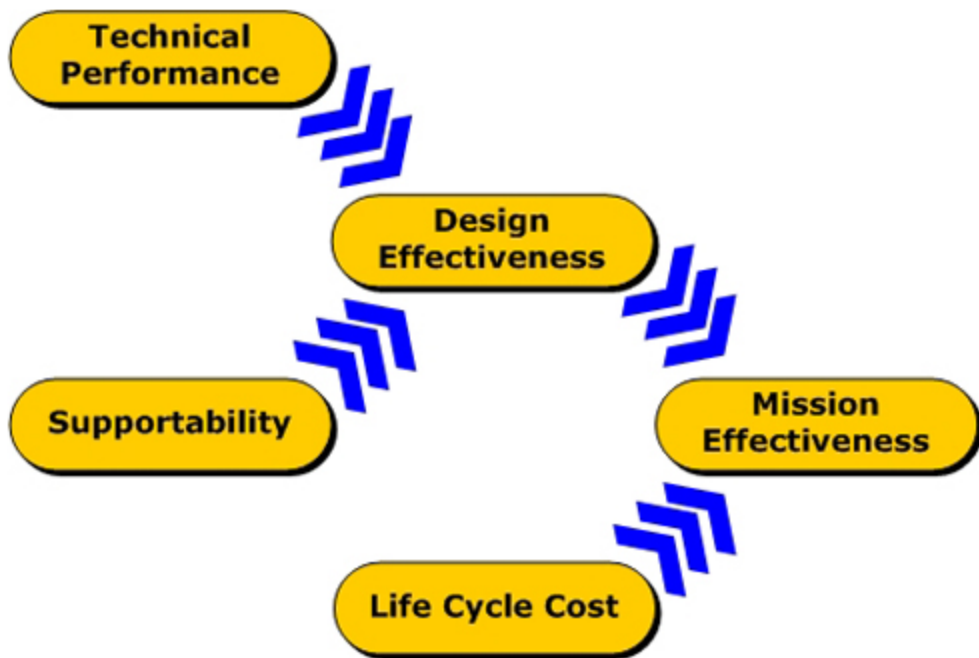 Technical
Performance
Design
Effectiveness
Supportability
Mission
Effectiveness
Life Cycle Cost